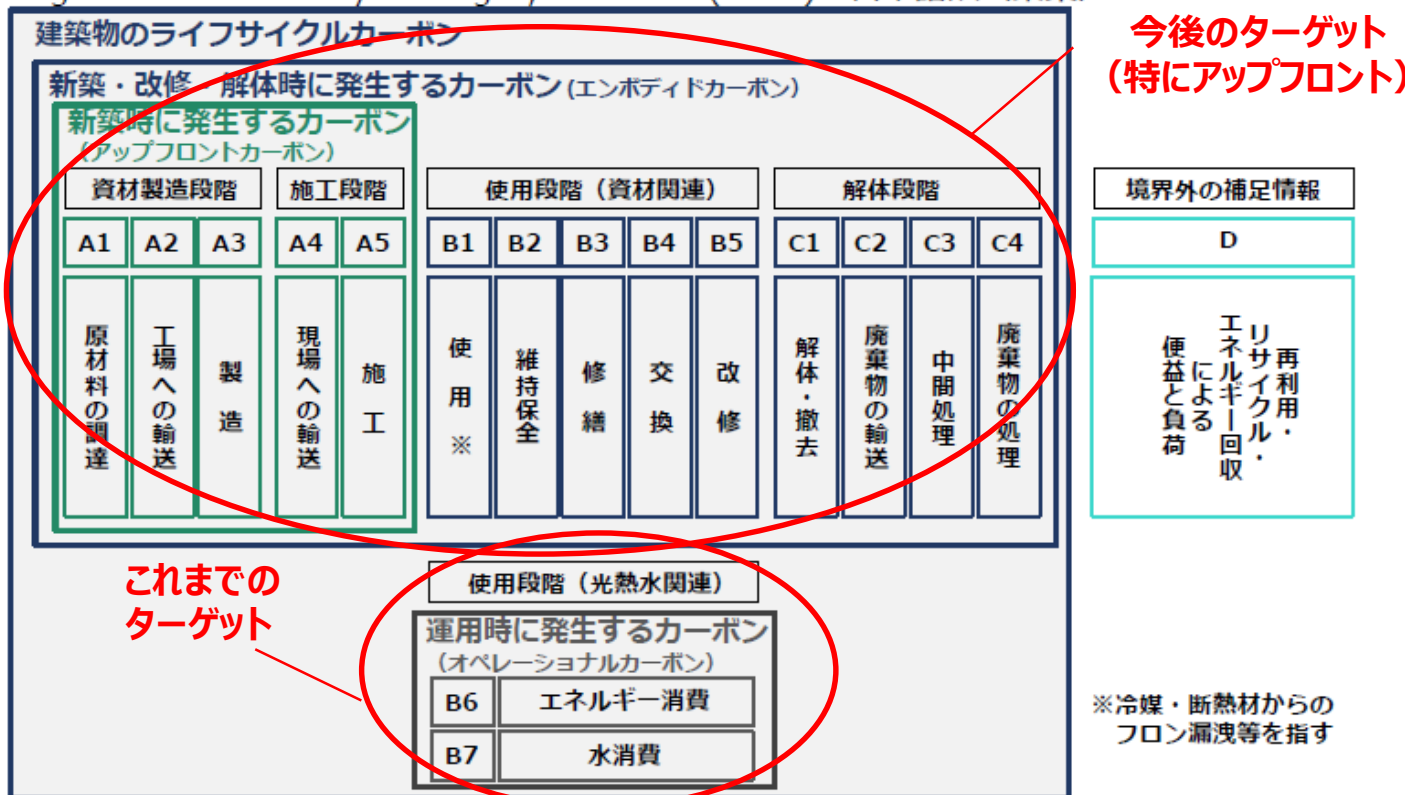 建築物のライフサイクルカーボン
今後のターゲット
（特にアップフロント）
新築・改修・解体時に発生するカーボン(エンボディドカーボン)
新築時に発生するカーボン
（アップフロントカーボン）
資材製造段階
施工段階
使用段階（資材関連）
解体段階
境界外の補足情報
A1
A2
A3
A4
A5
B1
B2
B3
B4
B5
C1
C2
C3
C4
D
原材料の調達
工場への輸送
製造
現場への輸送
施工
使用※
維持保全
修繕
交換
改修
解体・撤去
廃棄物の輸送
中間処理
廃棄物の処理
再利用・
リサイクル・
エネルギー回収
による
便益と負荷
これまでの
ターゲット
使用段階（光熱水関連）
運用時に発生するカーボン
（オペレーショナルカーボン）
B6
エネルギー消費
B7
水消費
※冷媒・断熱材からの
フロン漏洩等を指す